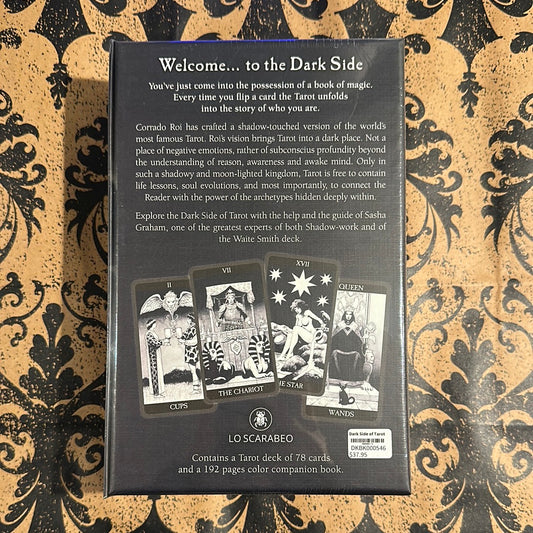 Welcome... to the Dark Side
You've just come into the possession of a book of magic.
Every time you flip a card the Tarot unfolds
into the story of who you are.
Corrado Roi has crafted a shadow-touched version of the world's
most famous Tarot. Roi's vision brings Tarot into a dark place. Not a
place of negative emotions, rather of subconscius profundity beyond
the understanding of reason, awareness and awake mind. Only in
such a shadowy and moon-lighted kingdom, Tarot is free to contain
life lessons, soul evolutions, and most importantly, to connect the
Reader with the power of the archetypes hidden deeply within.
Explore the Dark Side of Tarot with the help and the guide of Sasha
Graham, one of the greatest experts of both Shadow-work and of
the Waite Smith deck.
II
CUPS
VII
THE CHARIOT
XVII
THE STAR
QUEEN
WANDS
LO SCARABEO
Contains a Tarot deck of 78 cards
and a 192 pages color companion book.
Dark Side of Tarot
DKBK000546
$37.95